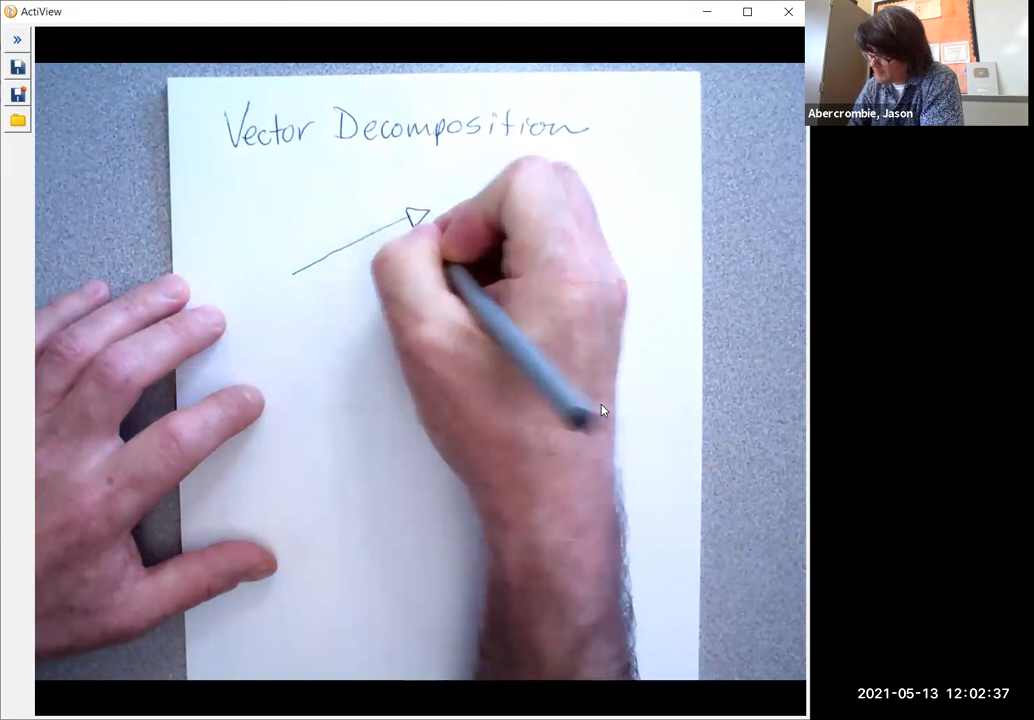 ActiView
Vector Decomposition
Abercrombie, Jason
2021-05-13 12:02:37